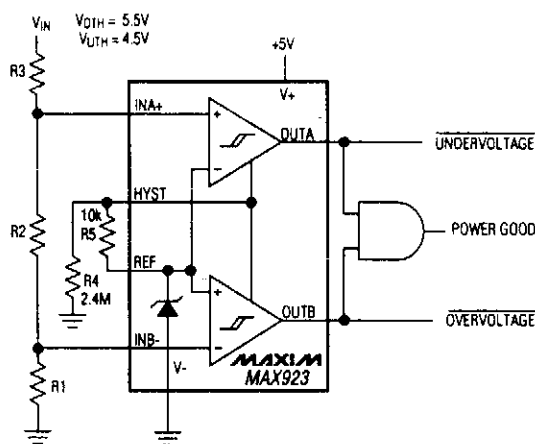 VIN
VOTH = 5.5V
VUTH = 4.5V
+5V
R3
V+
INA+
+
OUTA
UNDERVOLTAGE
−
HYST
10k
R5
R2
POWER GOOD
REF
R4
2.4M
+
OUTB
OVERVOLTAGE
INB-
−
V-
MAXIM
MAX923
R1